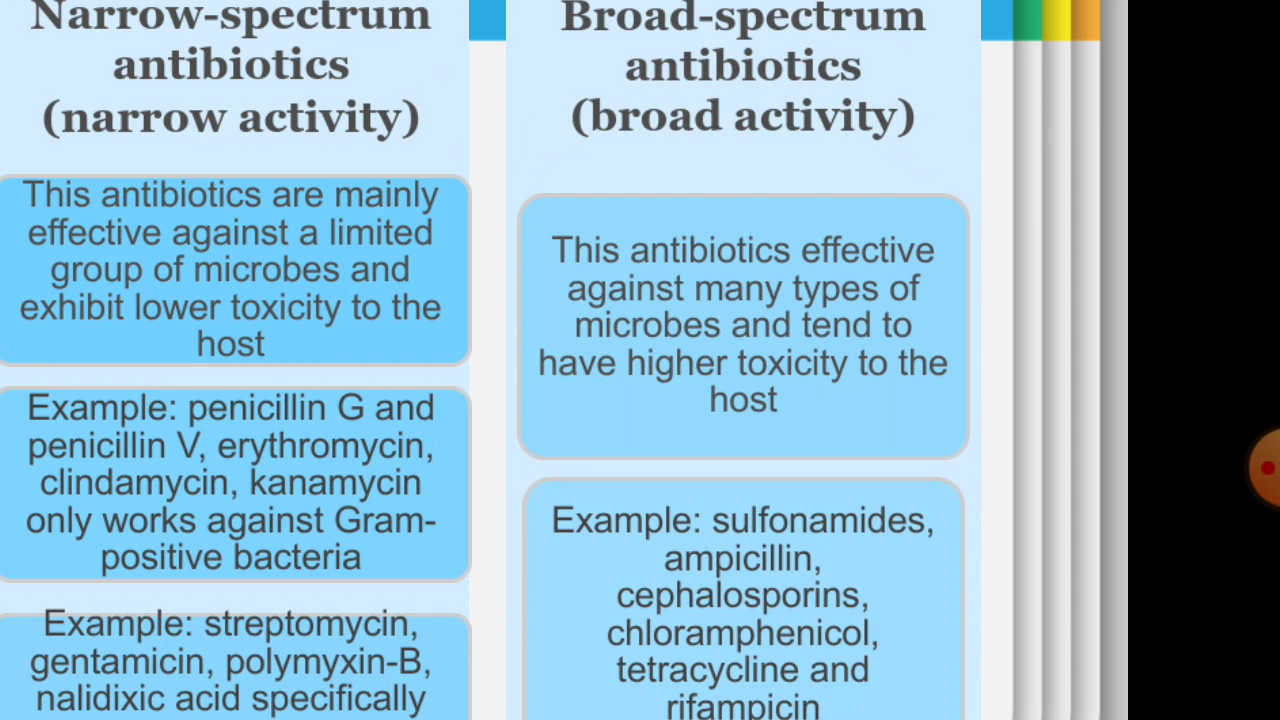 Narrow-spectrum
antibiotics
(narrow activity)
This antibiotics are mainly
effective against a limited
group of microbes and
exhibit lower toxicity to the
host
Example: penicillin G and
penicillin V, erythromycin,
clindamycin, kanamycin
only works against Gram-
positive bacteria
Example: streptomycin,
gentamicin, polymyxin-B,
nalidixic acid specifically
Broad-spectrum
antibiotics
(broad activity)
This antibiotics effective
against many types of
microbes and tend to
have higher toxicity to the
host
Example: sulfonamides,
ampicillin,
cephalosporins,
chloramphenicol,
tetracycline and
rifampicin